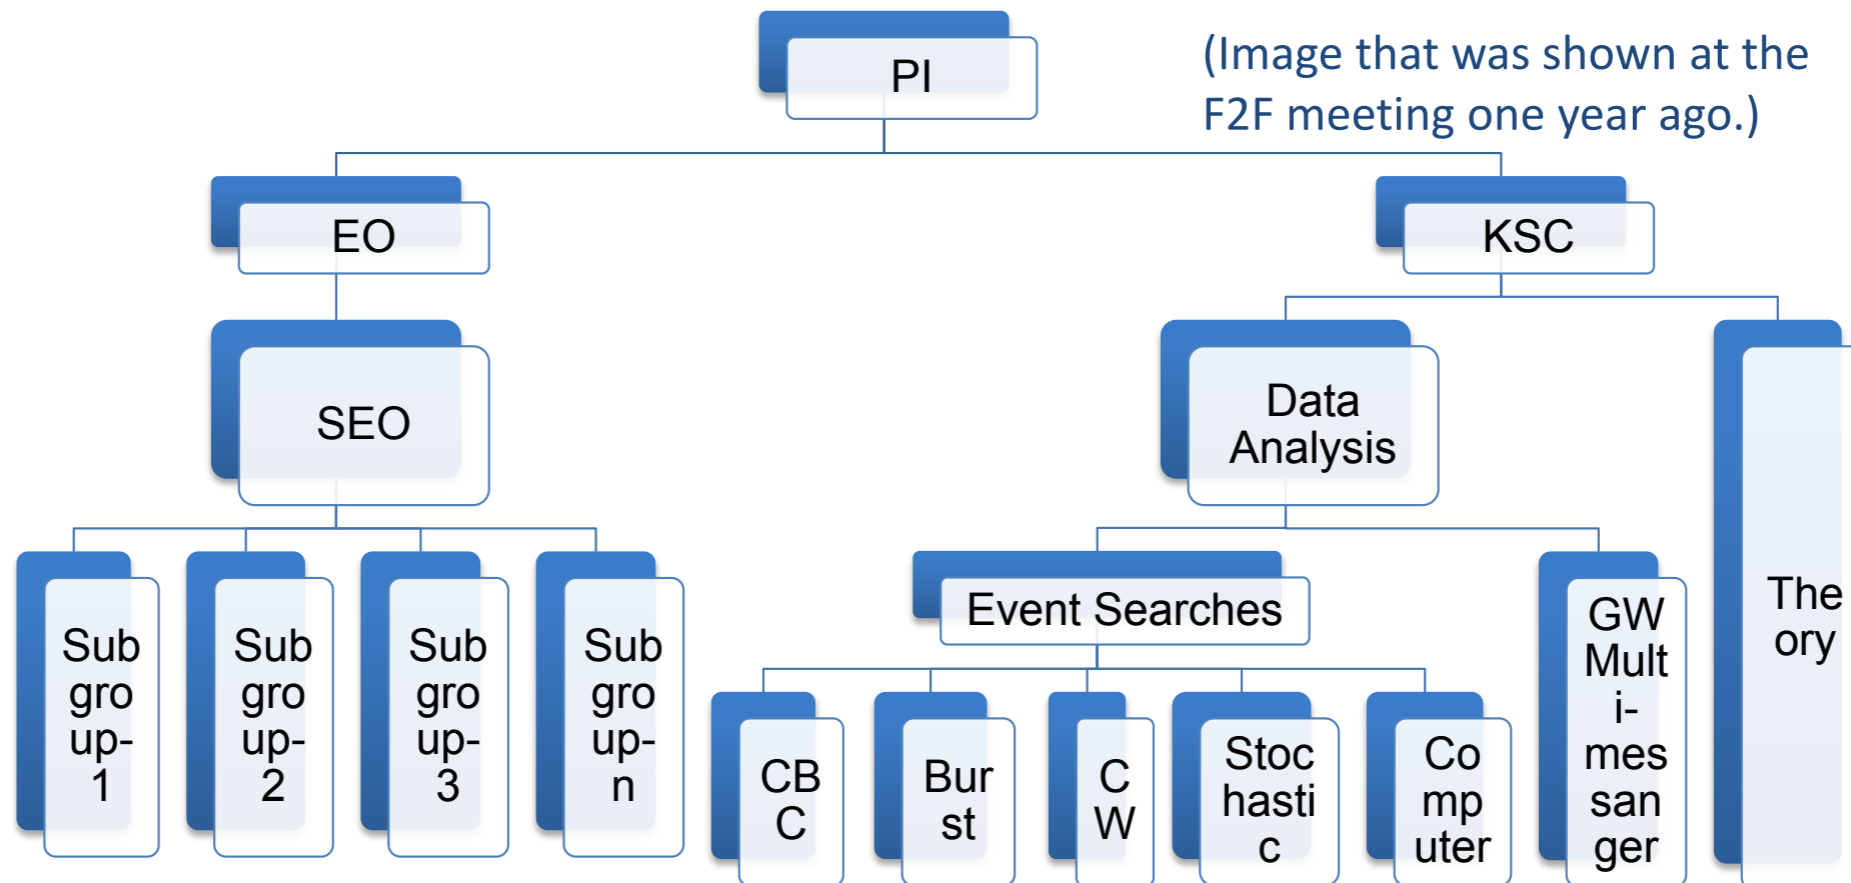 PI
(Image that was shown at the
F2F meeting one year ago.)
EO
KSC
SEO
Data
Analysis
Event Searches
Sub
gro
up-
1
Sub
gro
up-
2
Sub
gro
up-
3
Sub
gro
up-
n
CB
C
Bur
st
C
W
Stoc
hasti
c
Co
mp
uter
GW
Mult
i-
mes
san
ger
The
ory